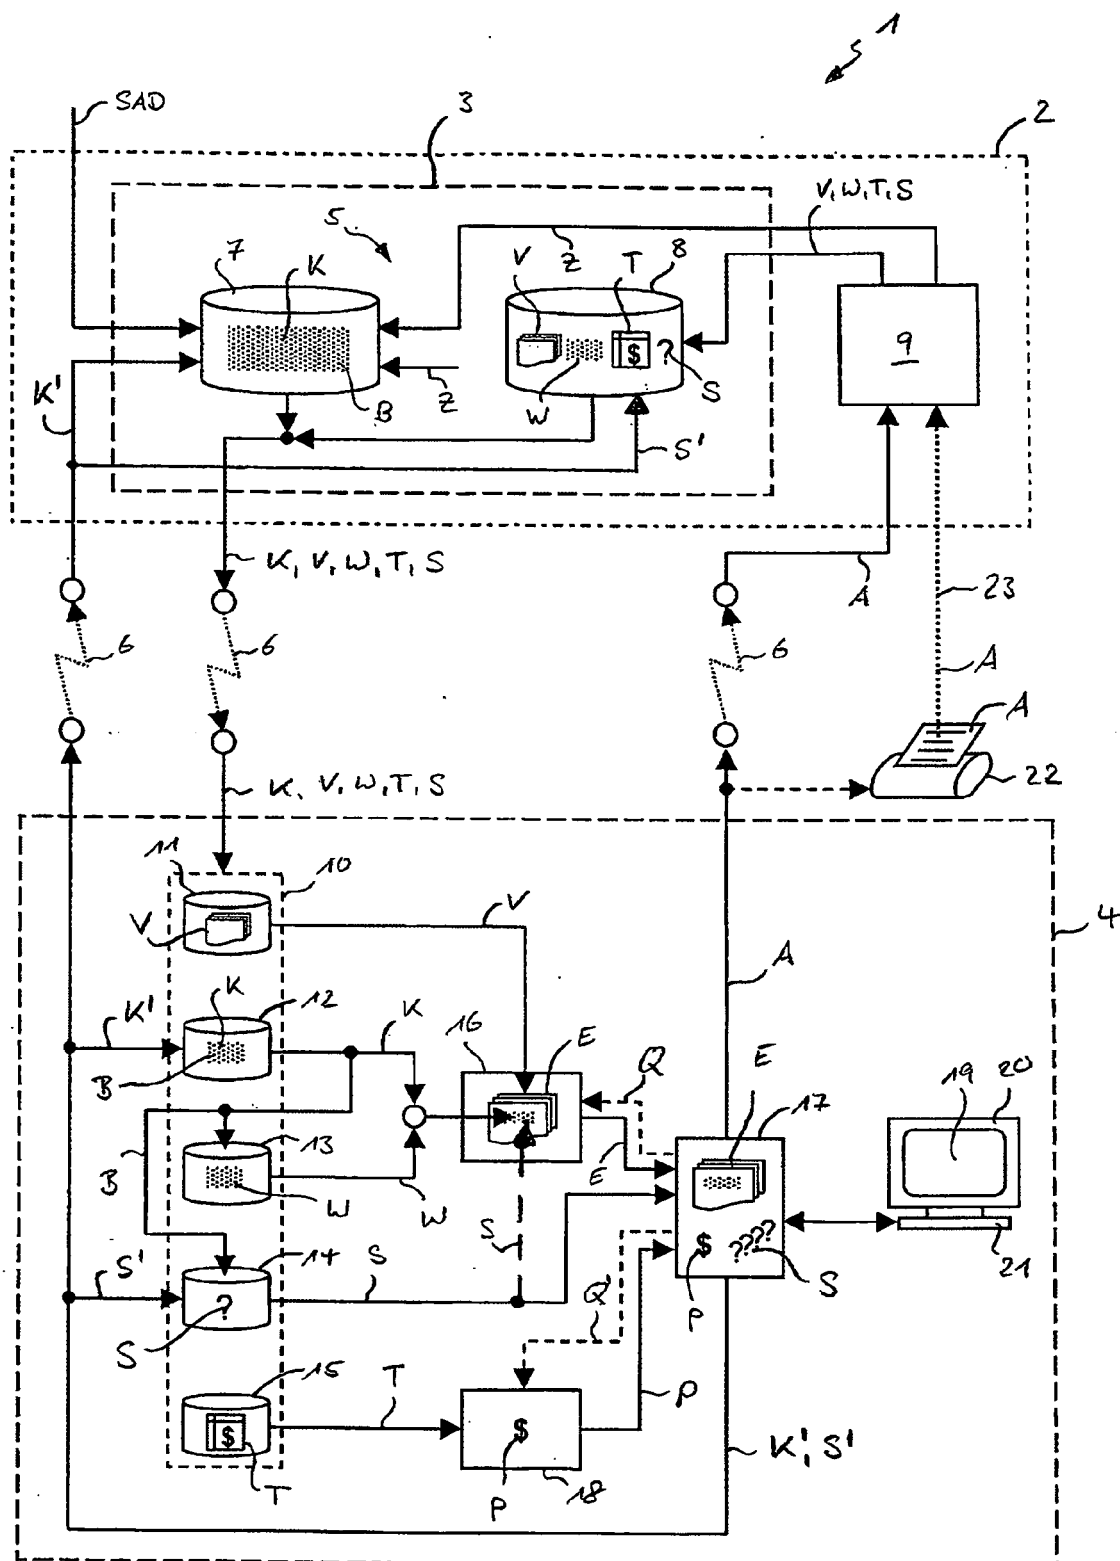 1
SAD
3
2
V,W,T,S
5
7
K
V
Z
T
8
9
$
?
K'
B
Z
W
S
S'
K, V, W, T, S
A
23
6
6
6
A
A
K, V, W, T, S
22
11
10
V
V
4
K
12
K
A
K'
16
E
Q
E
20
B
19
17
13
B
E
W
W
S
14
S
$
????
S'
?
Q'
P
S
21
S
15
T
P
$
$
K', S'
T
P
18